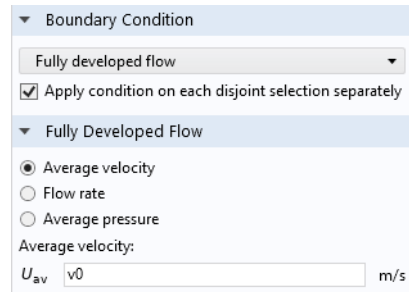 Boundary Condition
Fully developed flow
Apply condition on each disjoint selection separately
Fully Developed Flow
Average velocity
Flow rate
Average pressure
Average velocity:
Uav v0 m/s